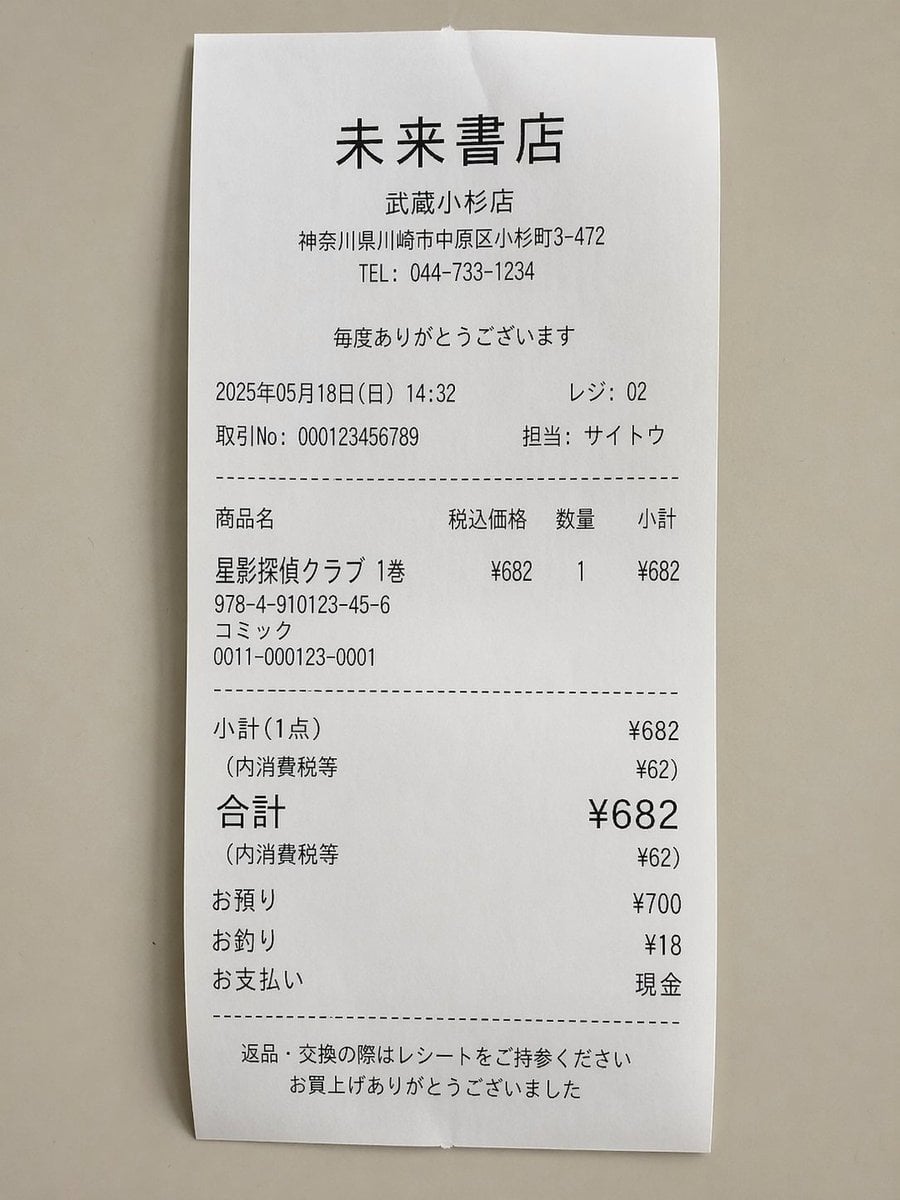 未来書店
武蔵小杉店
神奈川県川崎市中原区小杉町3-472
TEL: 044-733-1234
毎度ありがとうございます
2025年05月18日(日) 14:32 レジ: 02
取引No: 000123456789 担当: サイトウ
商品名 税込価格 数量 小計
星影探偵クラブ 1巻 ¥682 1 ¥682
978-4-910123-45-6
コミック
0011-000123-0001
小計(1点) ¥682
(内消費税等 ¥62)
合計 ¥682
(内消費税等 ¥62)
お預り ¥700
お釣り ¥18
お支払い 現金
返品・交換の際はレシートをご持参ください
お買上げありがとうございました